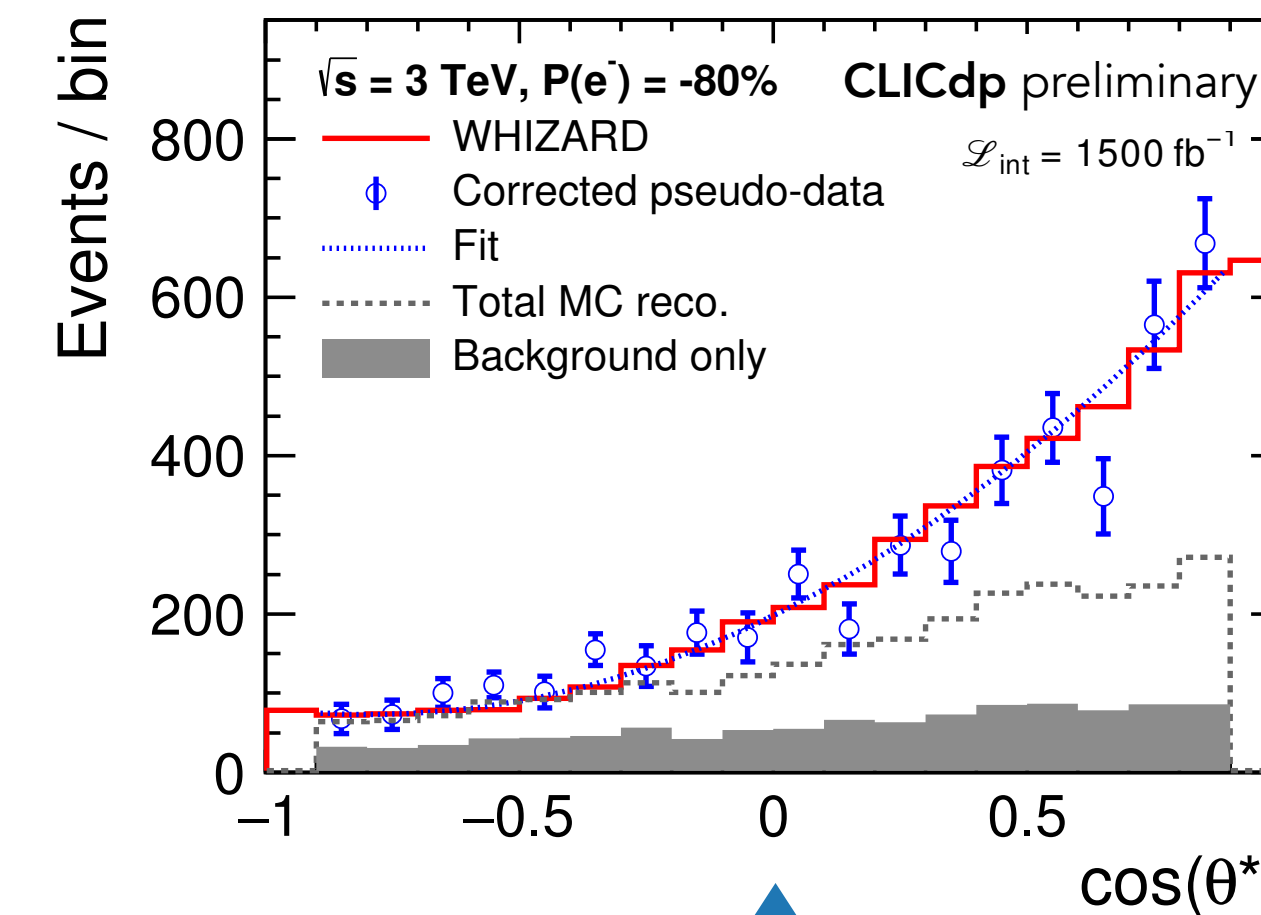 Events / bin
√s = 3 TeV, P(e⁻) = -80%
CLICdp preliminary
WHIZARD
ℒint = 1500 fb⁻¹
Corrected pseudo-data
Fit
Total MC reco.
Background only
800
600
400
200
0
−1 −0.5 0 0.5
cos(θ*